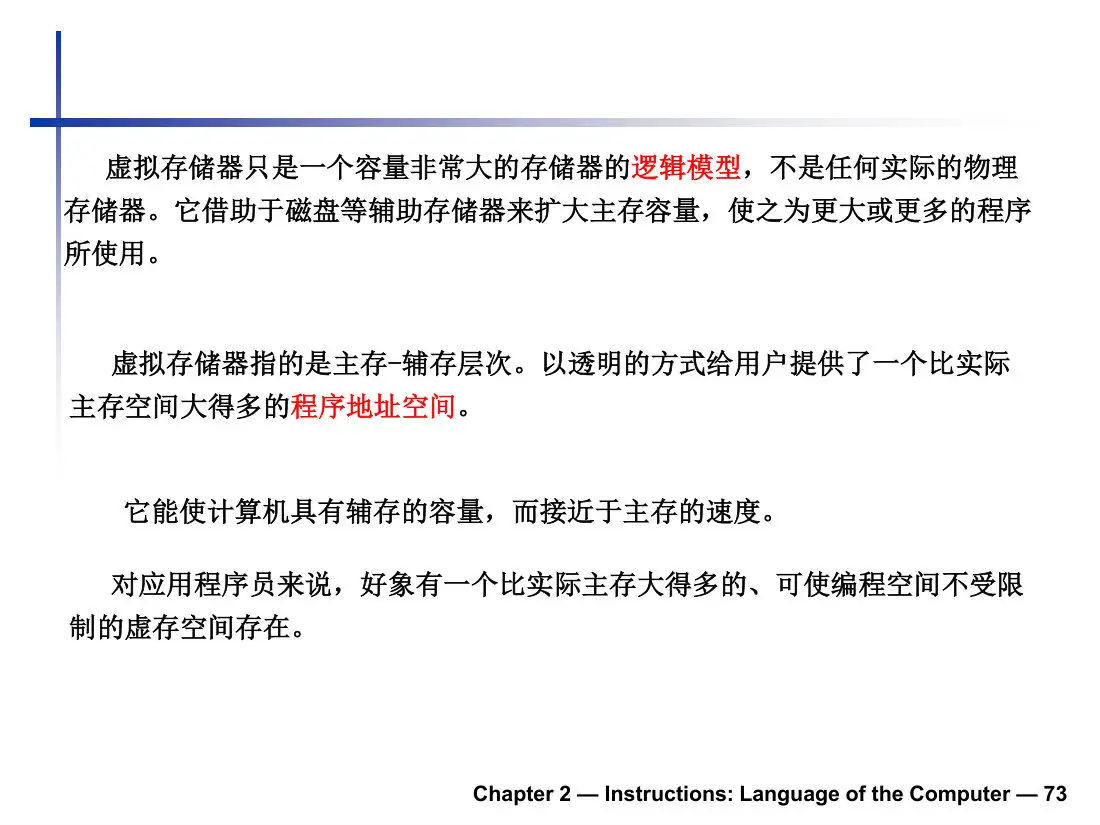 虚拟存储器只是一个容量非常大的存储器的逻辑模型，不是任何实际的物理
存储器。它借助于磁盘等辅助存储器来扩大主存容量，使之为更大或更多的程序
所使用。
虚拟存储器指的是主存-辅存层次。以透明的方式给用户提供了一个比实际
主存空间大得多的程序地址空间。
它能使计算机具有辅存的容量，而接近于主存的速度。
对应用程序员来说，好象有一个比实际主存大得多的、可使编程空间不受限
制的虚存空间存在。
Chapter 2 — Instructions: Language of the Computer — 73